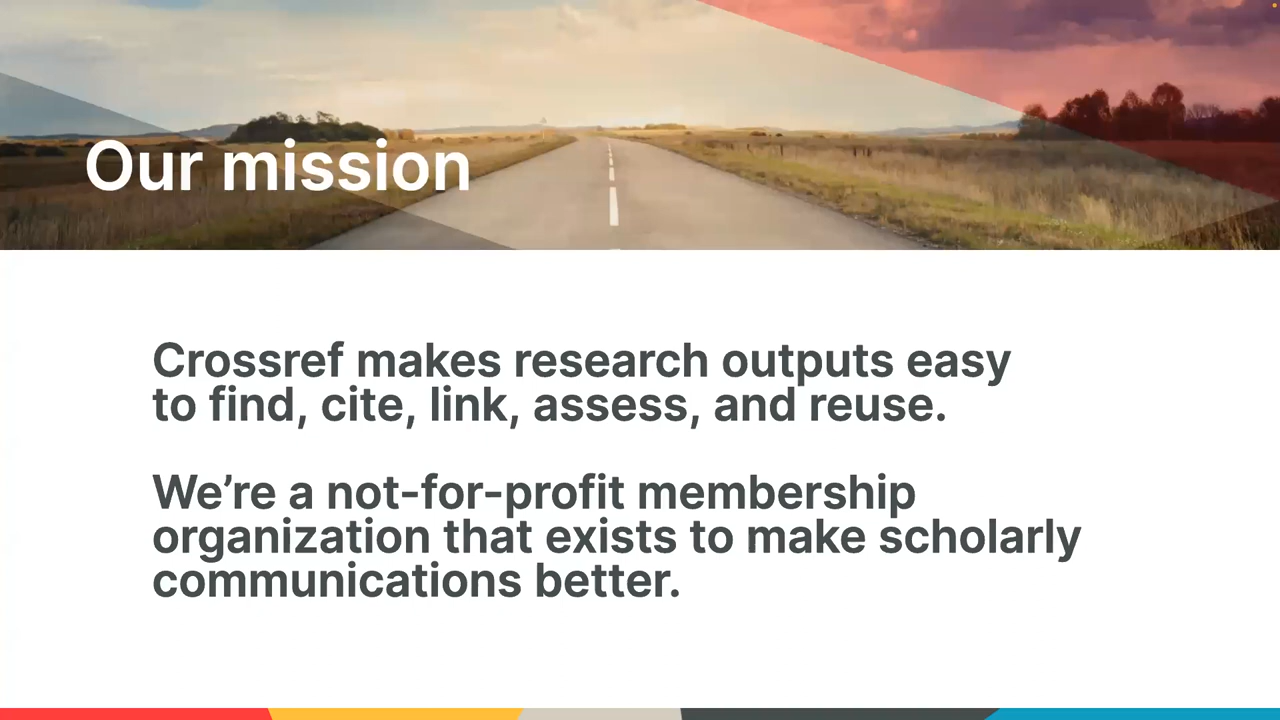 Our mission
Crossref makes research outputs easy
to find, cite, link, assess, and reuse.
We’re a not-for-profit membership
organization that exists to make scholarly
communications better.